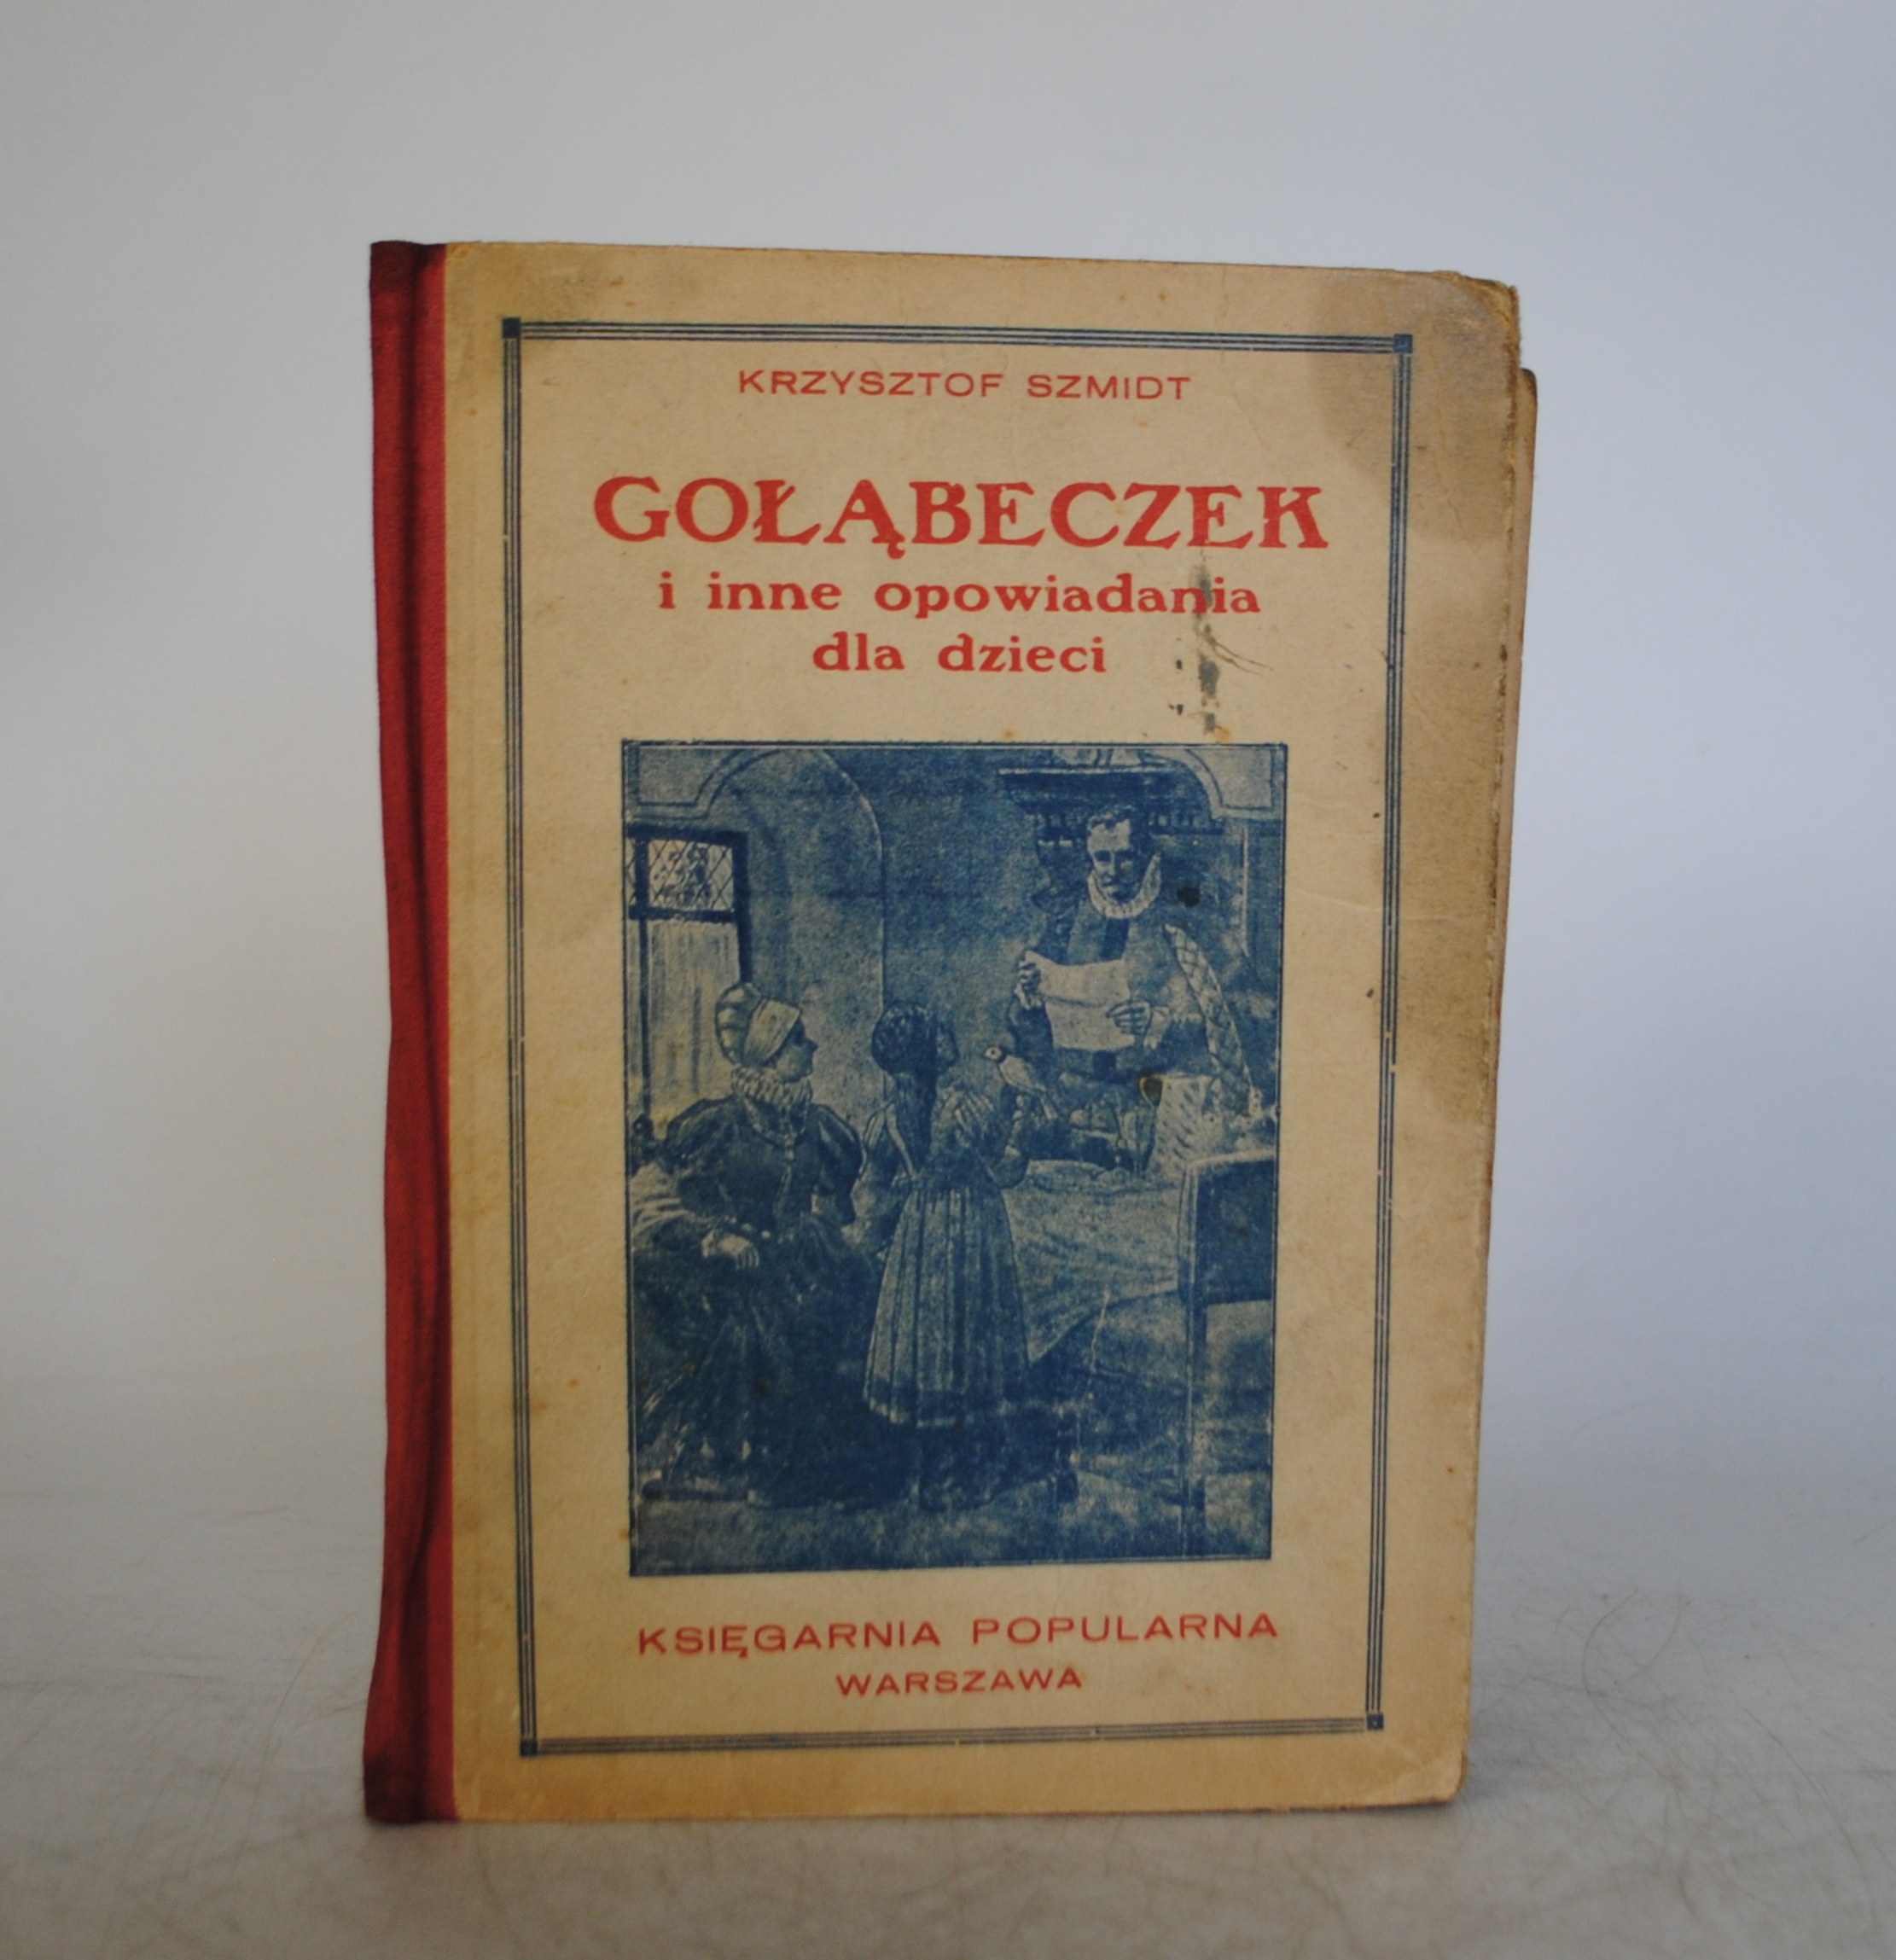 KRZYSZTOF SZMIDT
GOŁĄBECZEK
i inne opowiadania
dla dzieci
KSIĘGARNIA POPULARNA
WARSZAWA